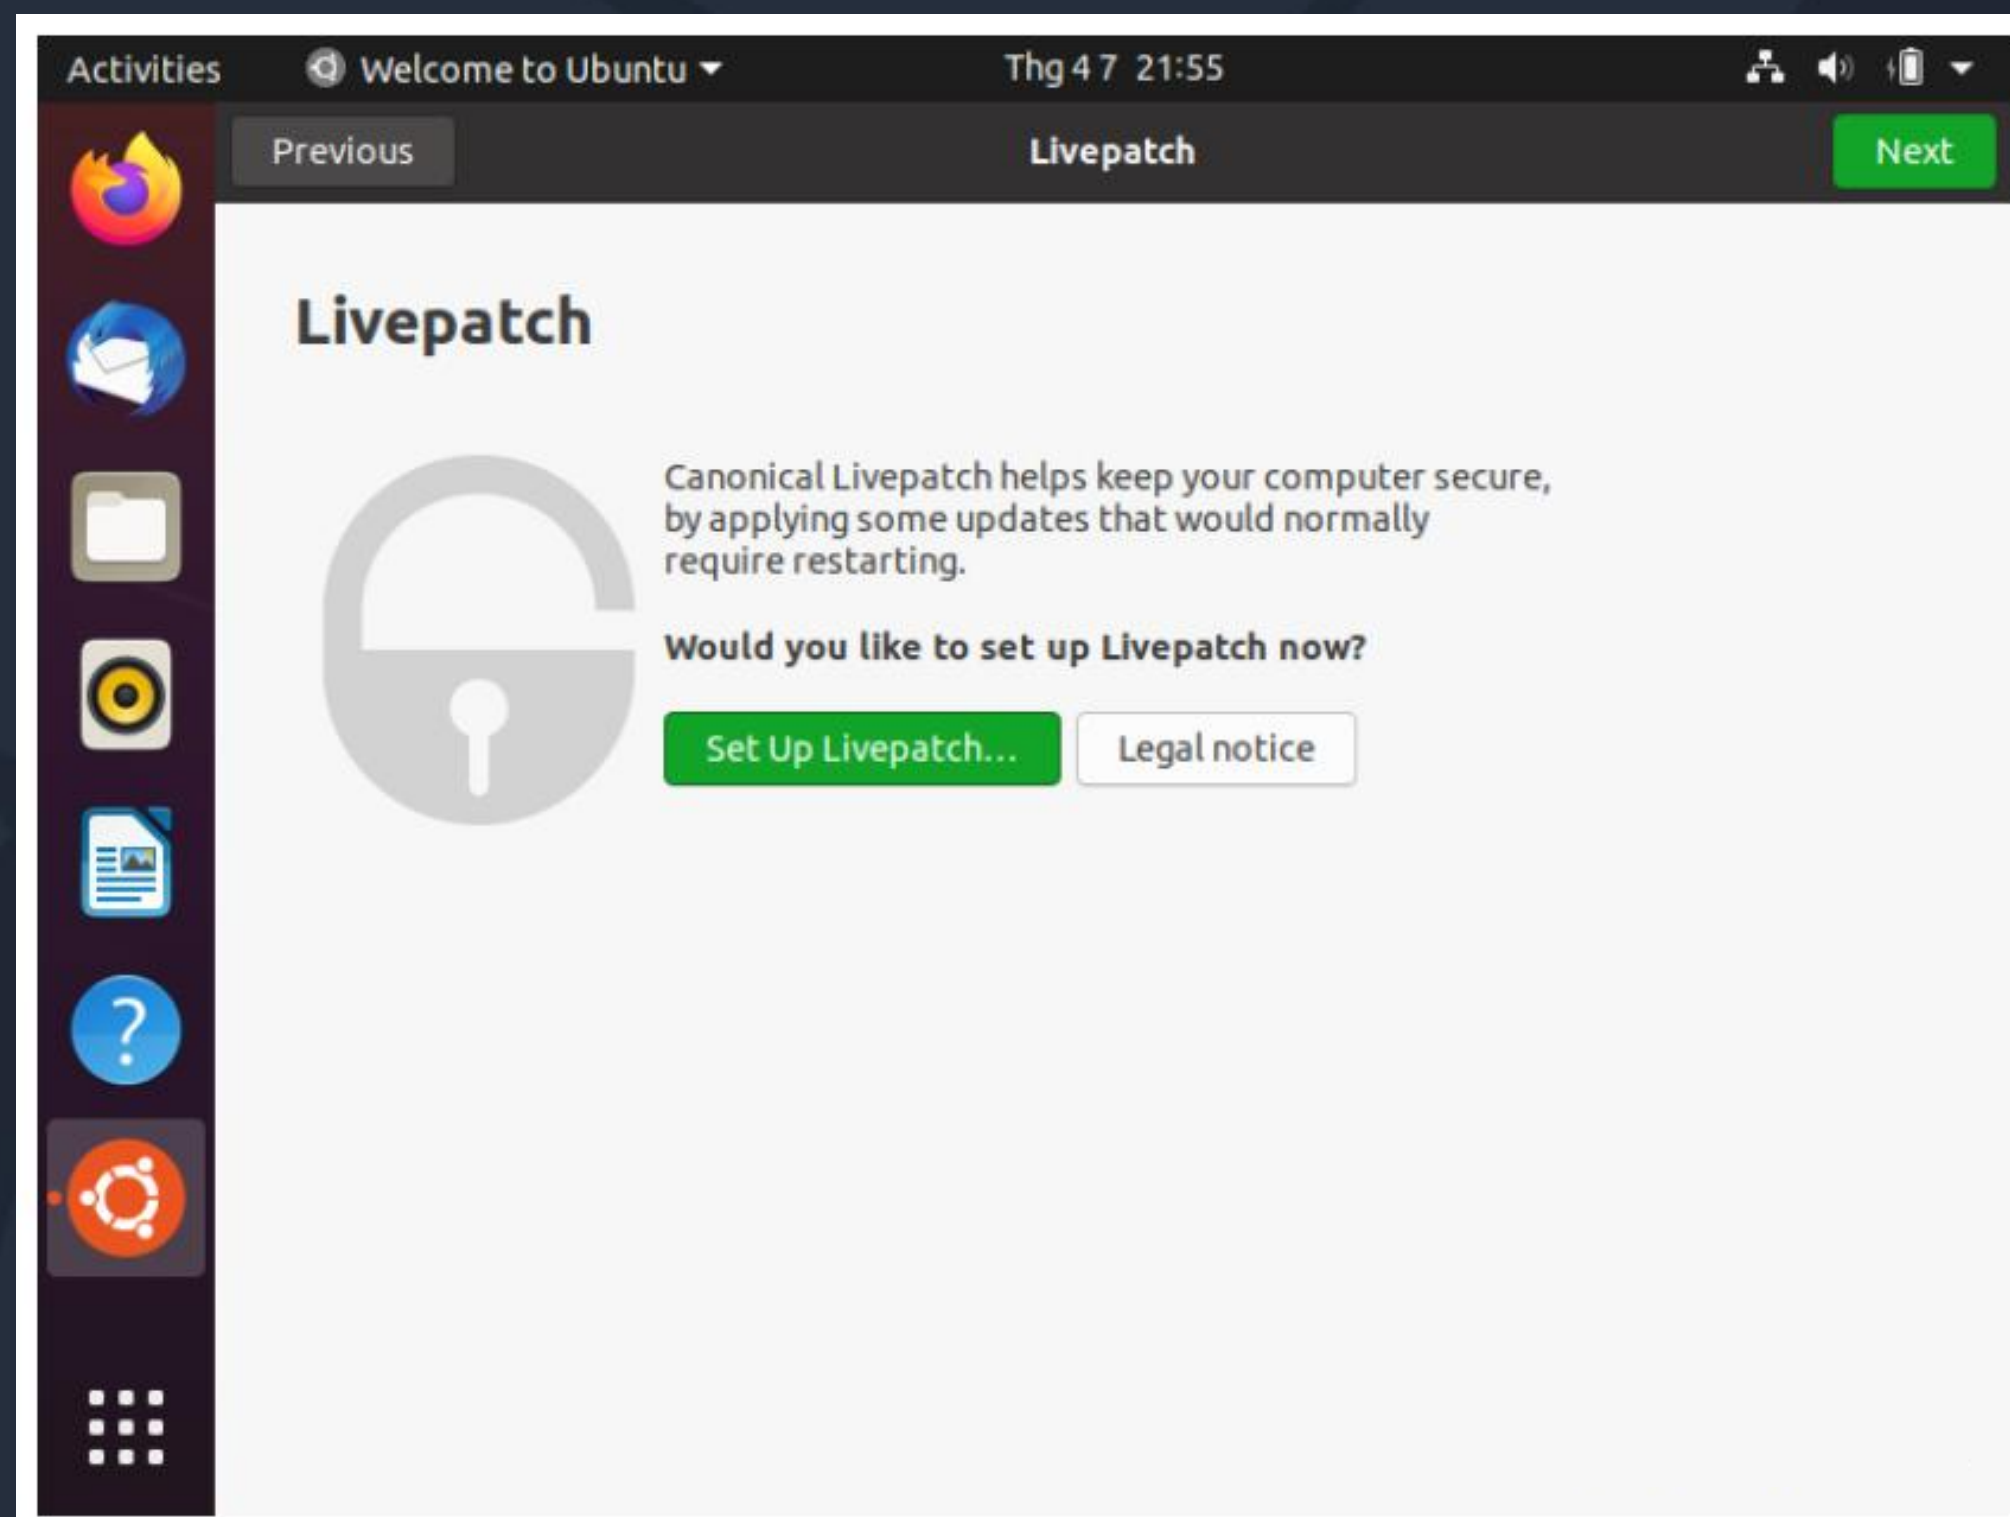 Activities Welcome to Ubuntu Thg 4 7 21:55
Previous Livepatch Next
Livepatch
Canonical Livepatch helps keep your computer secure,
by applying some updates that would normally
require restarting.
Would you like to set up Livepatch now?
Set Up Livepatch... Legal notice
?